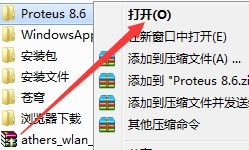 Proteus 8.6
WindowsApp
安装包
安装文件
苍穹
浏览器下载
athers_wlan_
打开(O)
在新窗口中打开(E)
添加到压缩文件(A) ...
添加到 "Proteus 8.6.zi
添加到压缩文件并发送
其他压缩命令